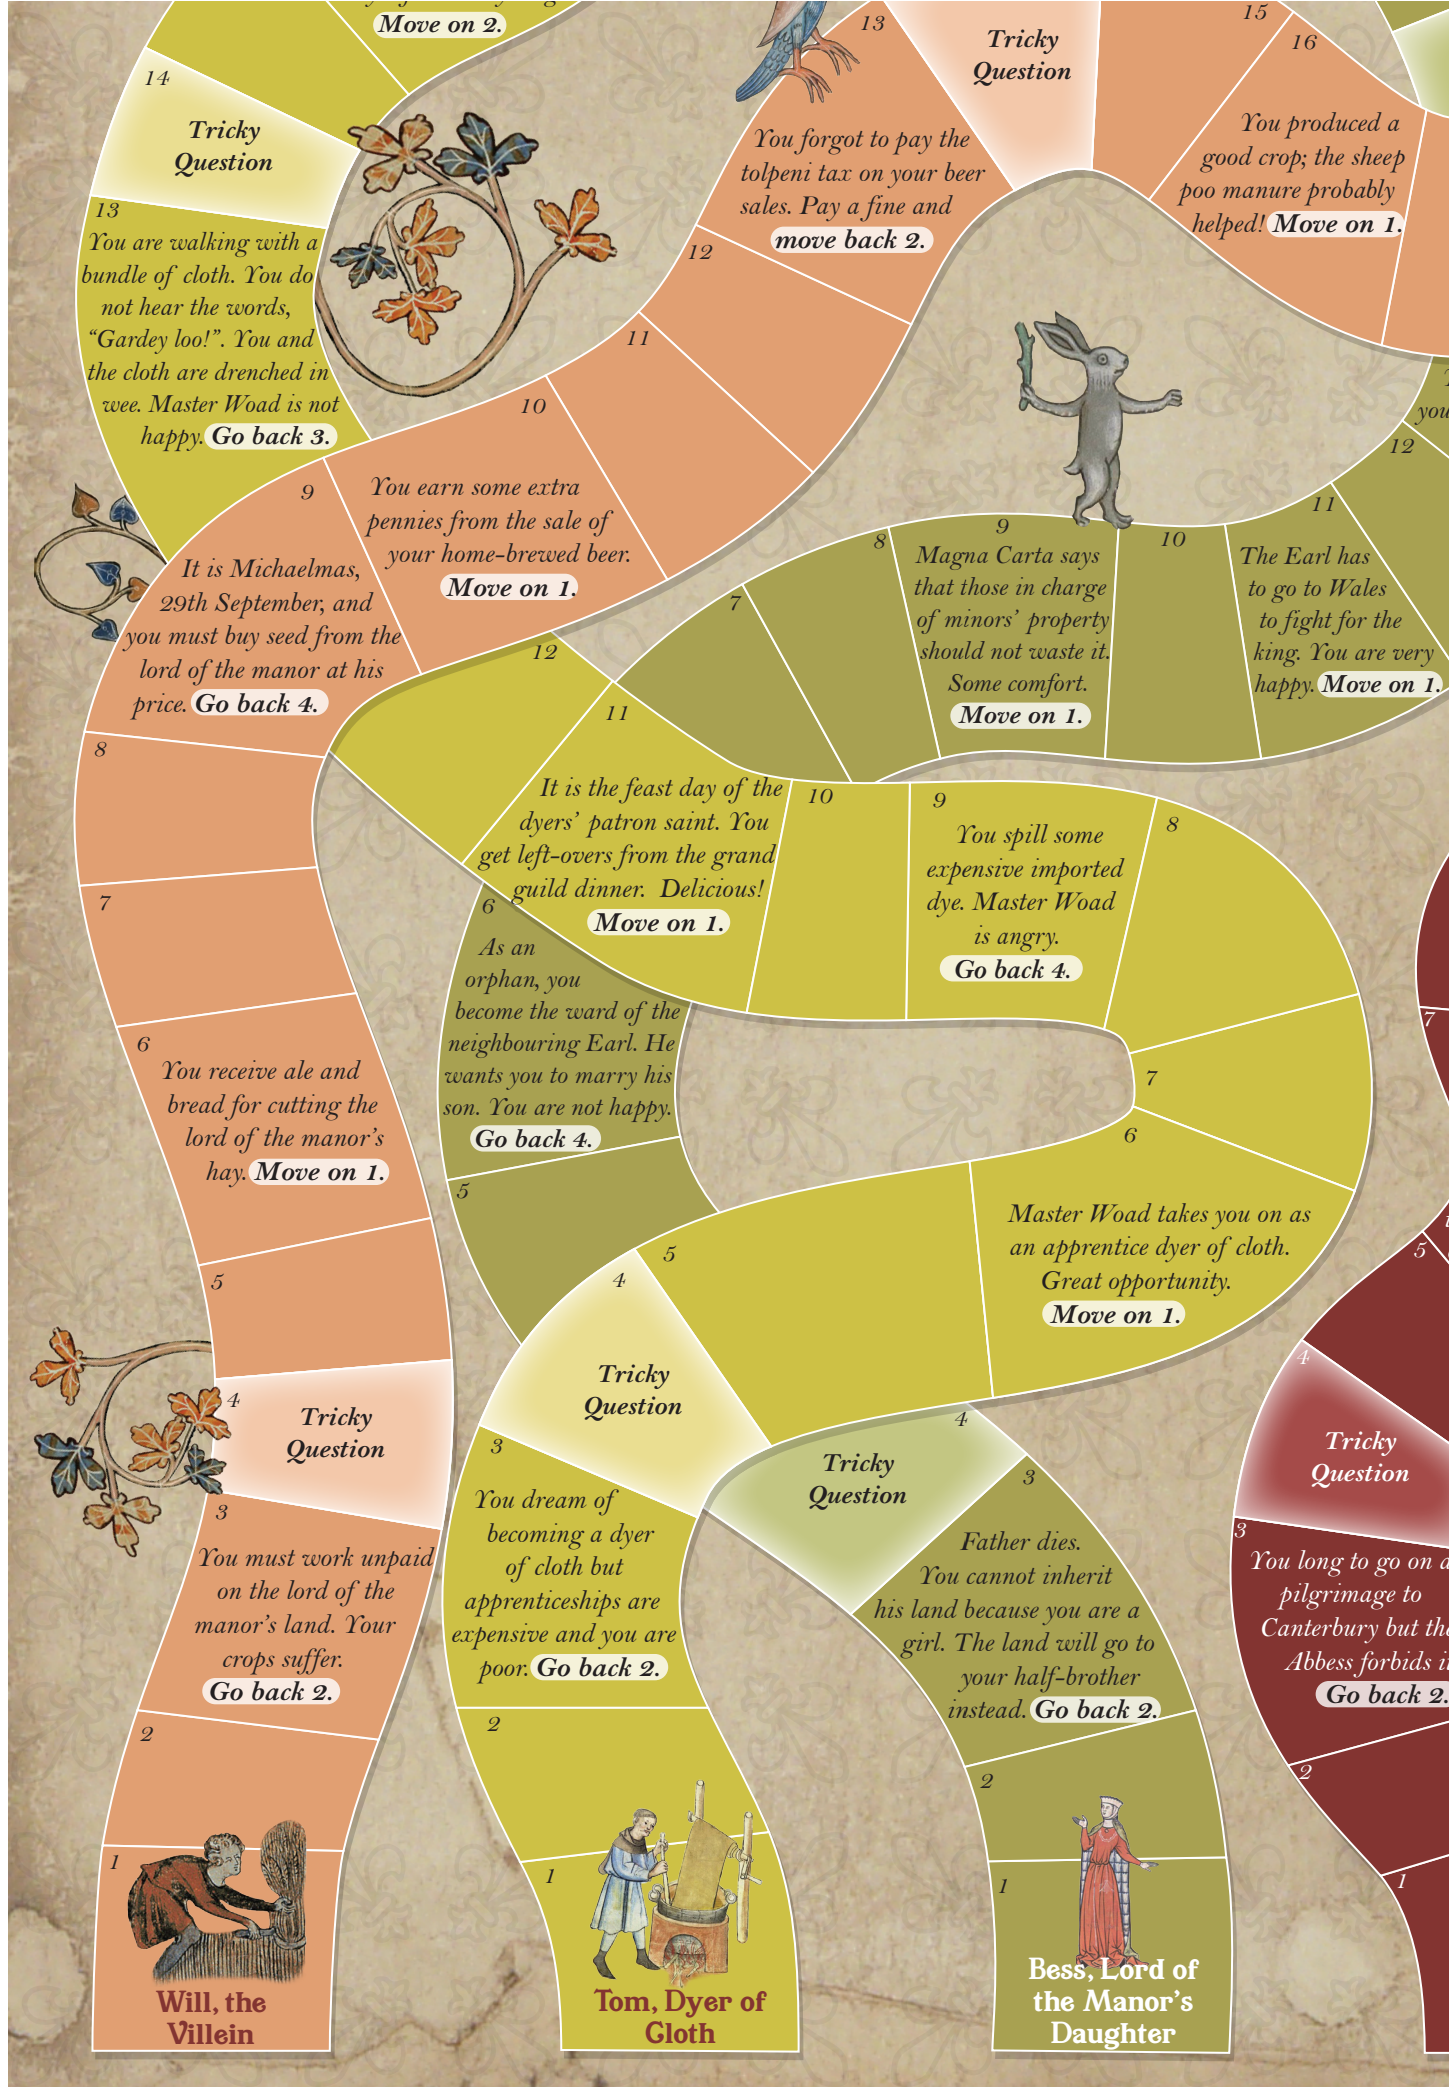 Move on 2.
14
Tricky
Question
13
You are walking with a
bundle of cloth. You do
not hear the words,
“Gardey loo!”. You and
the cloth are drenched in
wee. Master Woad is not
happy. Go back 3.
13
You forgot to pay the
tolpeni tax on your beer
sales. Pay a fine and
move back 2.
Tricky
Question
15
16
You produced a
good crop; the sheep
poo manure probably
helped! Move on 1.
12
11
10
You earn some extra
pennies from the sale of
your home-brewed beer.
Move on 1.
9
It is Michaelmas,
29th September, and
you must buy seed from the
lord of the manor at his
price. Go back 4.
8
7
6
You receive ale and
bread for cutting the
lord of the manor’s
hay. Move on 1.
5
4
Tricky
Question
3
You must work unpaid
on the lord of the
manor’s land. Your
crops suffer.
Go back 2.
2
1
Will, the
Villein
12
11
It is the feast day of the
dyers’ patron saint. You
get left-overs from the grand
guild dinner. Delicious!
Move on 1.
10
9
You spill some
expensive imported
dye. Master Woad
is angry.
Go back 4.
8
7
6
Master Woad takes you on as
an apprentice dyer of cloth.
Great opportunity.
Move on 1.
5
4
Tricky
Question
3
You dream of
becoming a dyer
of cloth but
apprenticeships are
expensive and you are
poor. Go back 2.
2
1
Tom, Dyer of
Cloth
you
12
11
The Earl has
to go to Wales
to fight for the
king. You are very
happy. Move on 1.
10
9
Magna Carta says
that those in charge
of minors’ property
should not waste it.
Some comfort.
Move on 1.
8
7
6
As an
orphan, you
become the ward of the
neighbouring Earl. He
wants you to marry his
son. You are not happy.
Go back 4.
5
4
Tricky
Question
3
Father dies.
You cannot inherit
his land because you are a
girl. The land will go to
your half-brother
instead. Go back 2.
2
1
Bess, Lord of
the Manor’s
Daughter
7
5
4
Tricky
Question
3
You long to go on a
pilgrimage to
Canterbury but the
Abbess forbids
Go back 2.
2
1